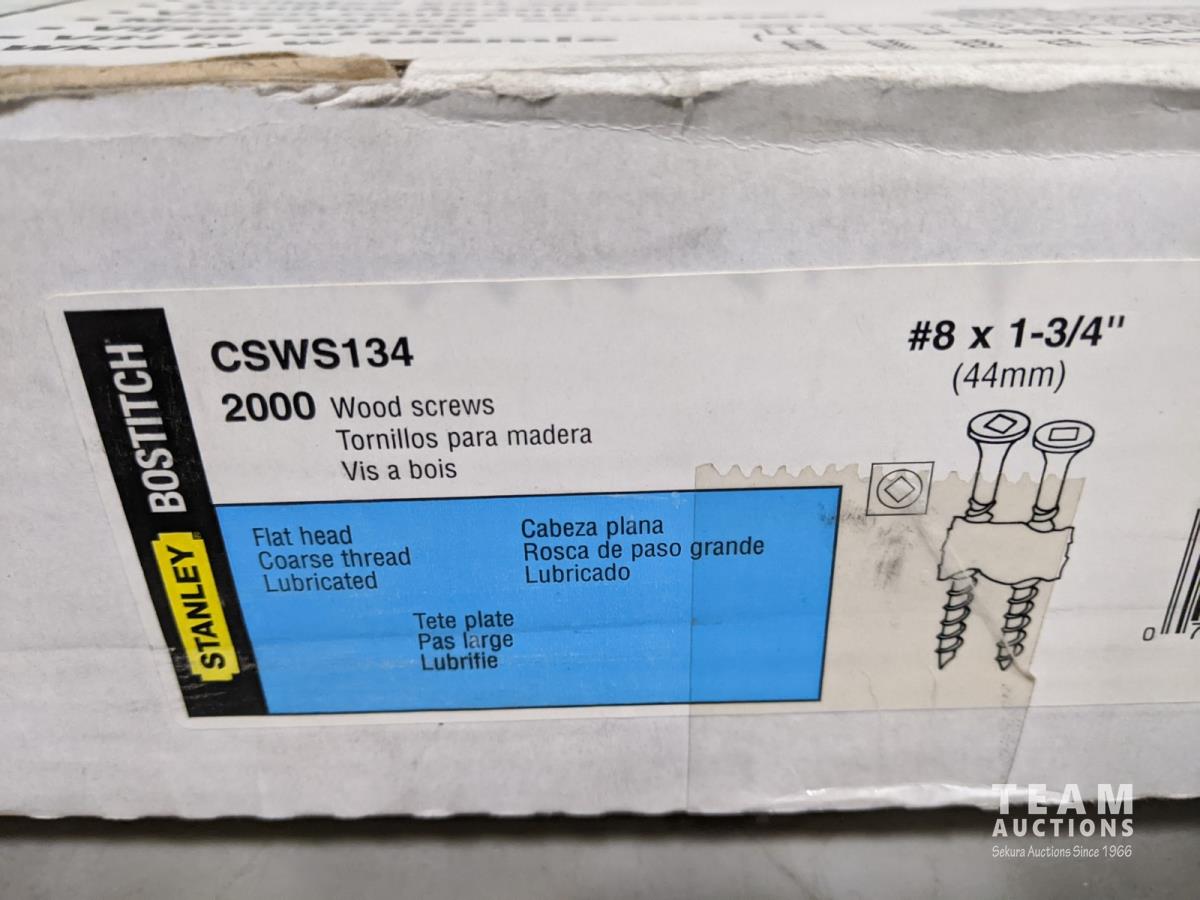 BOSTITCH
STANLEY
CSWS134
2000 Wood screws
Tornillos para madera
Vis a bois
#8 x 1-3/4"
(44mm)
Flat head
Coarse thread
Lubricated
Cabeza plana
Rosca de paso grande
Lubricado
Tete plate
Pas large
Lubrifie
0
TEAM
AUCTIONS
Sekura Auctions Since 1966